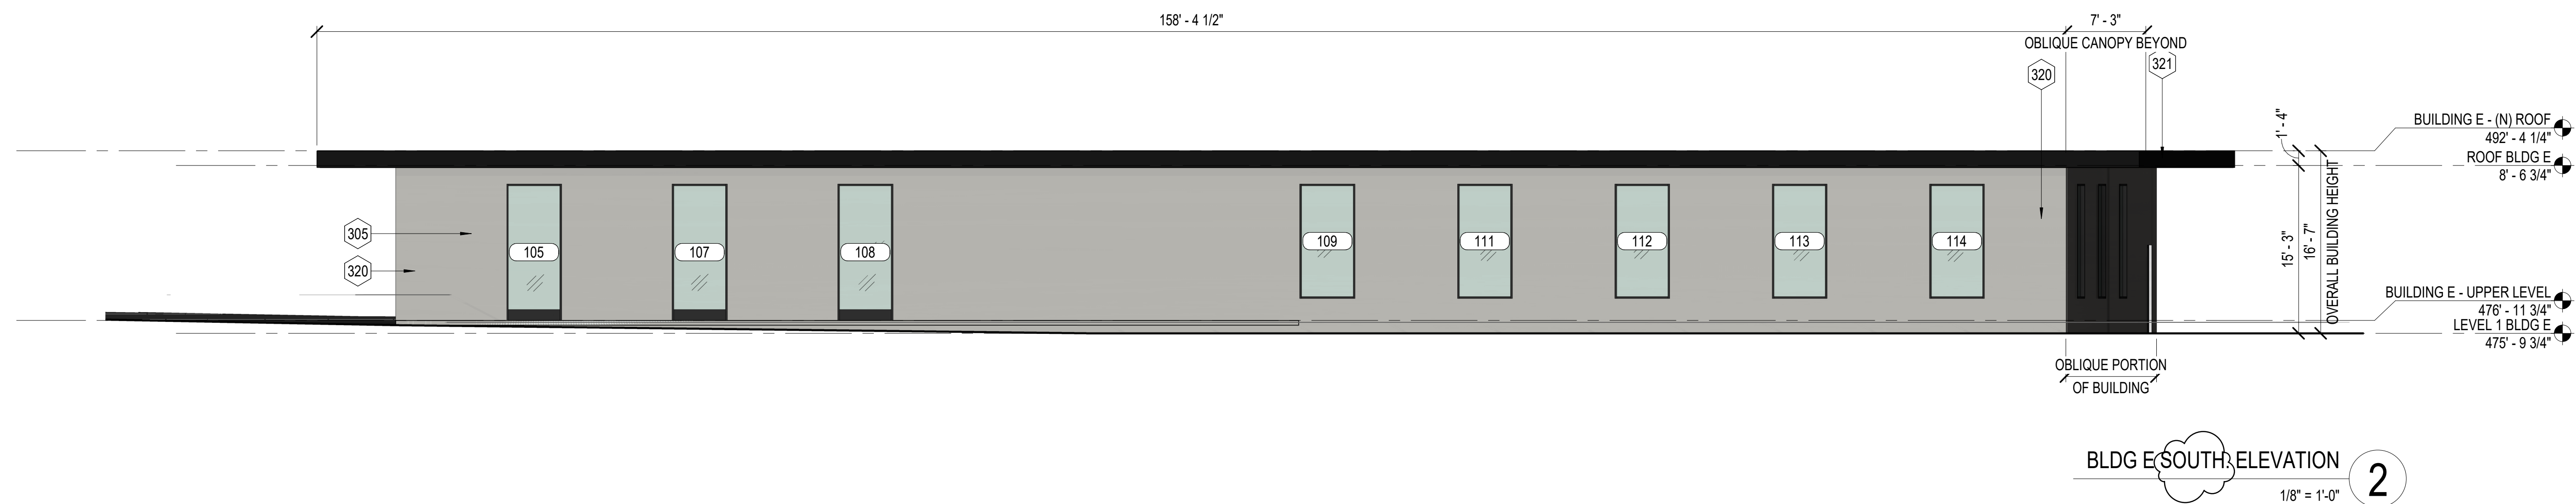 158' - 4 1/2"
7' - 3"
OBLIQUE CANOPY BEYOND
320
321
1' - 4"
BUILDING E - (N) ROOF
492' - 4 1/4"
ROOF BLDG E
8' - 6 3/4"
305
320
105
107
108
109
111
112
113
114
15' - 3"
16' - 7"
OVERALL BUILDING HEIGHT
BUILDING E - UPPER LEVEL
476' - 11 3/4"
LEVEL 1 BLDG E
475' - 9 3/4"
OBLIQUE PORTION
OF BUILDING
BLDG E SOUTH. ELEVATION
2
1/8" = 1'-0"